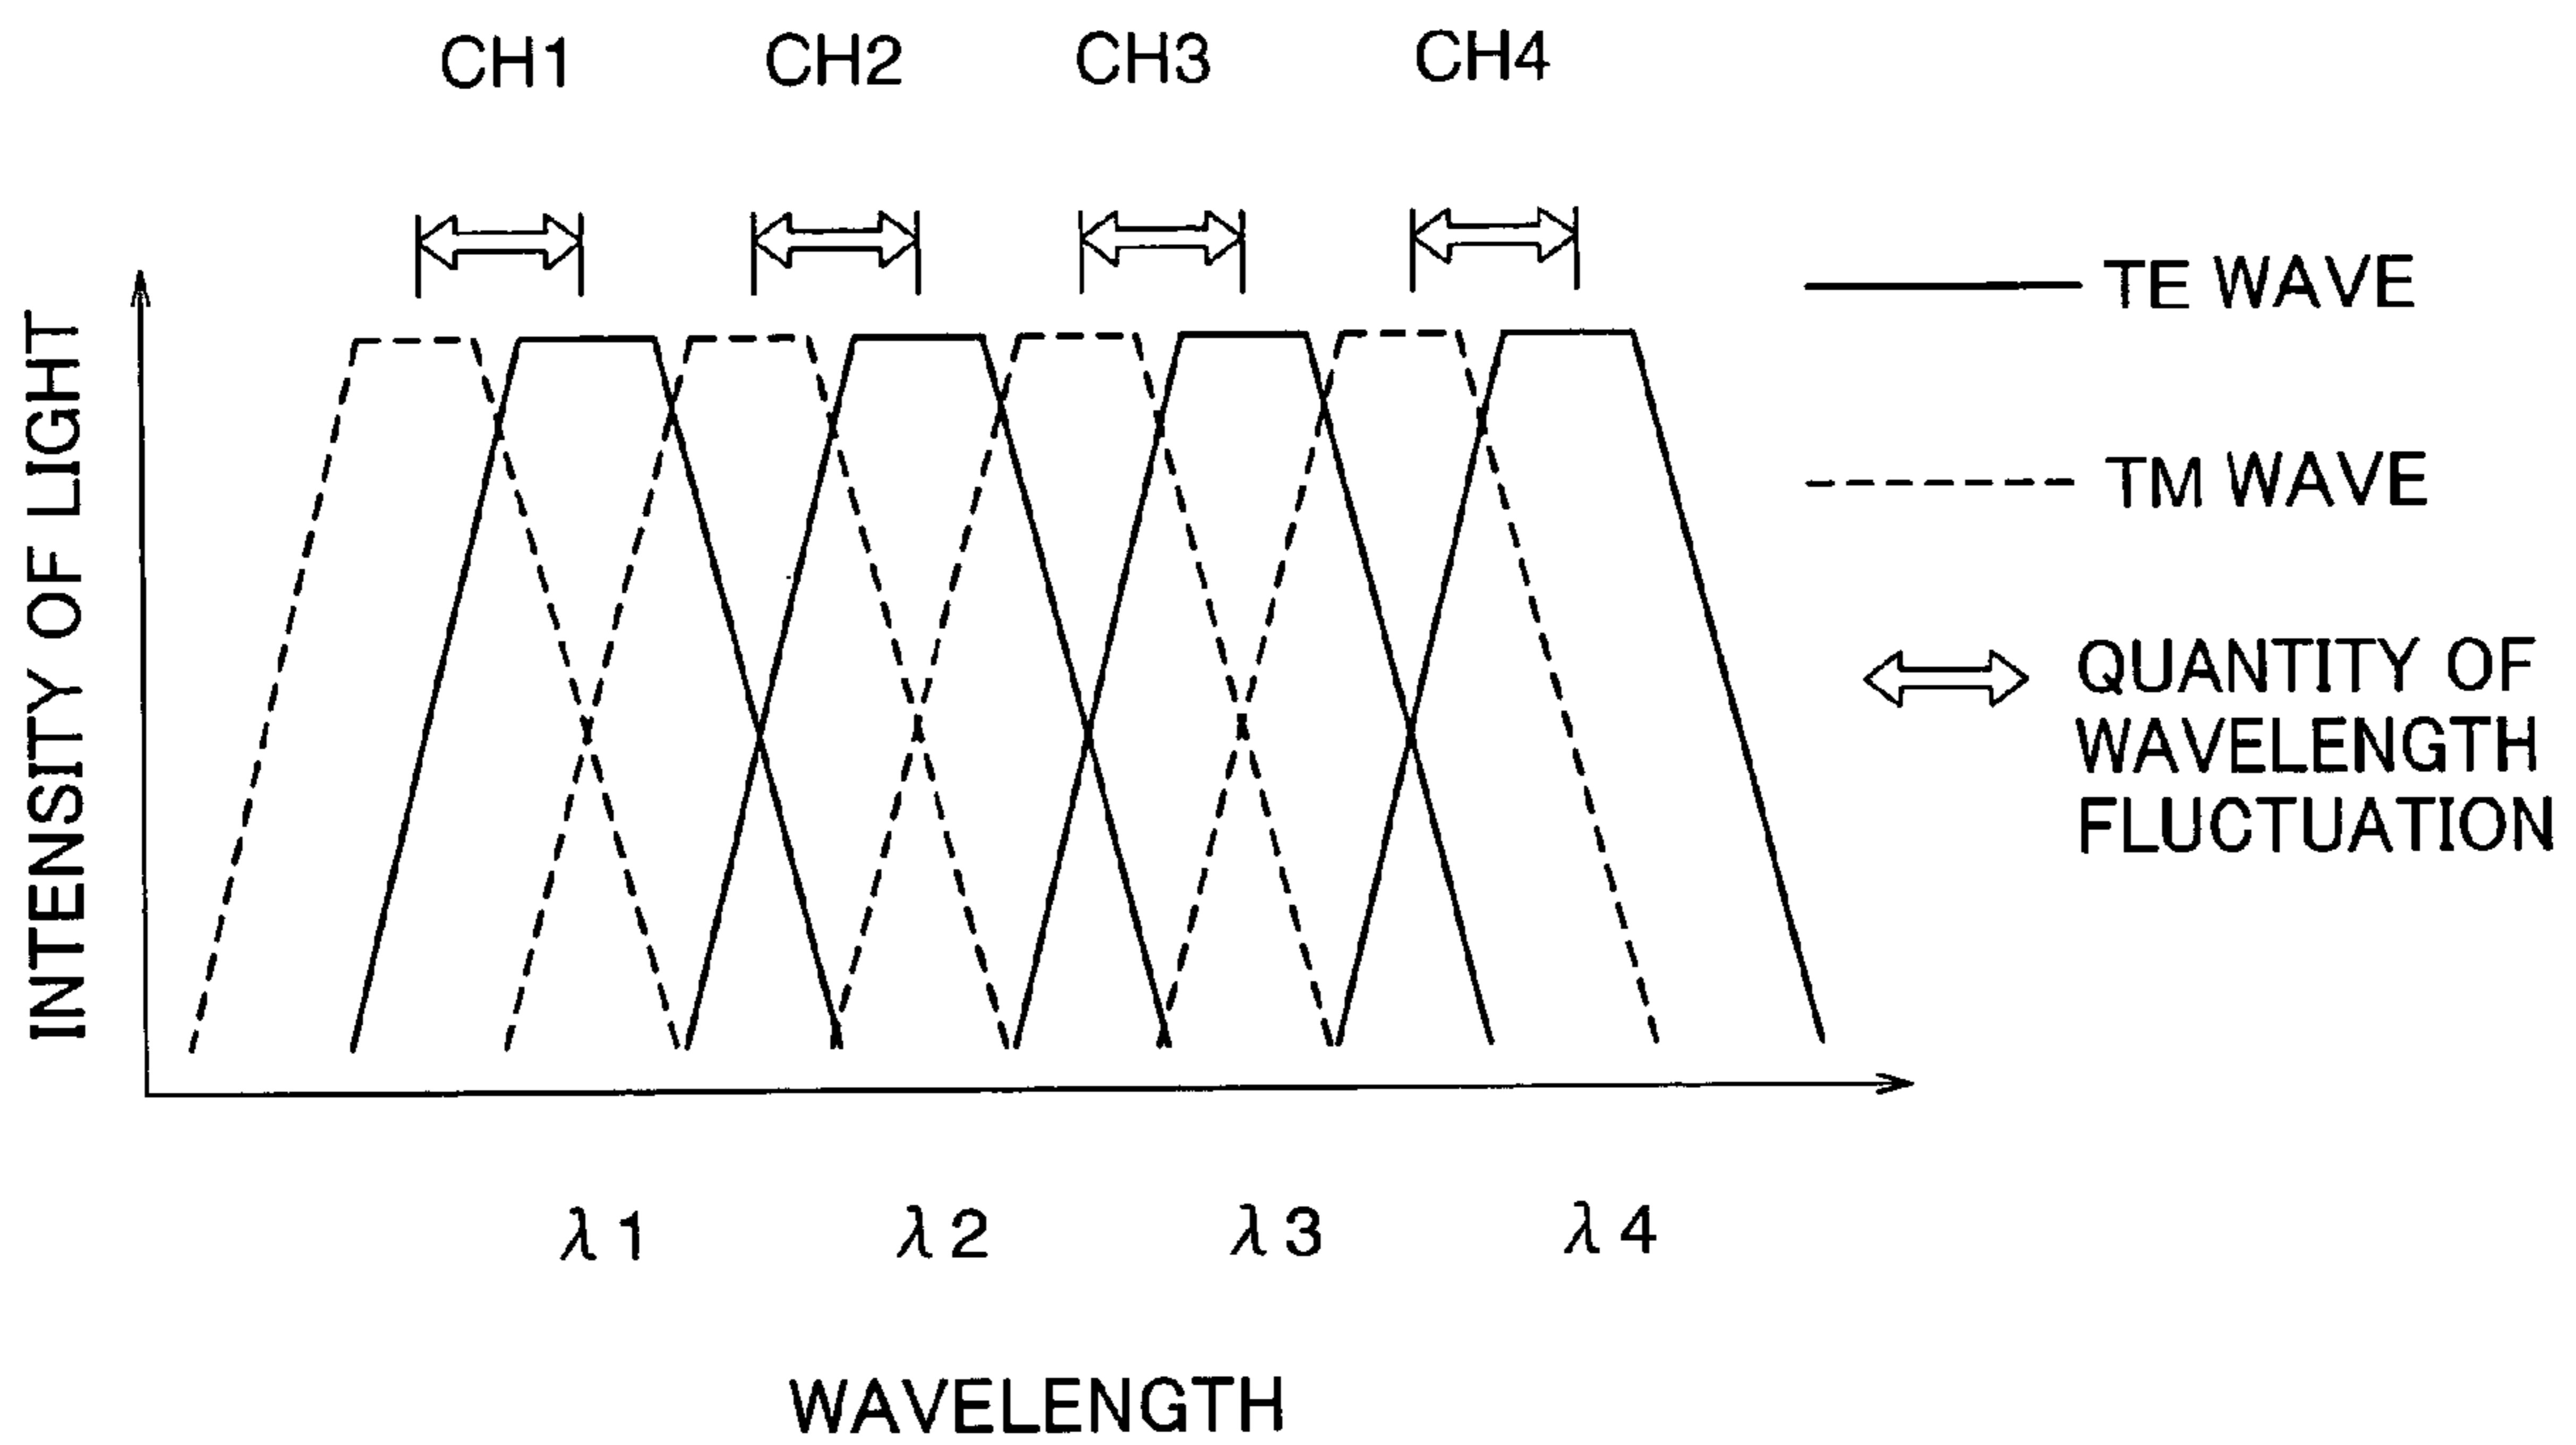 CH1 CH2 CH3 CH4
INTENSITY OF LIGHT
TE WAVE
TM WAVE
QUANTITY OF
WAVELENGTH
FLUCTUATION
λ1 λ2 λ3 λ4
WAVELENGTH